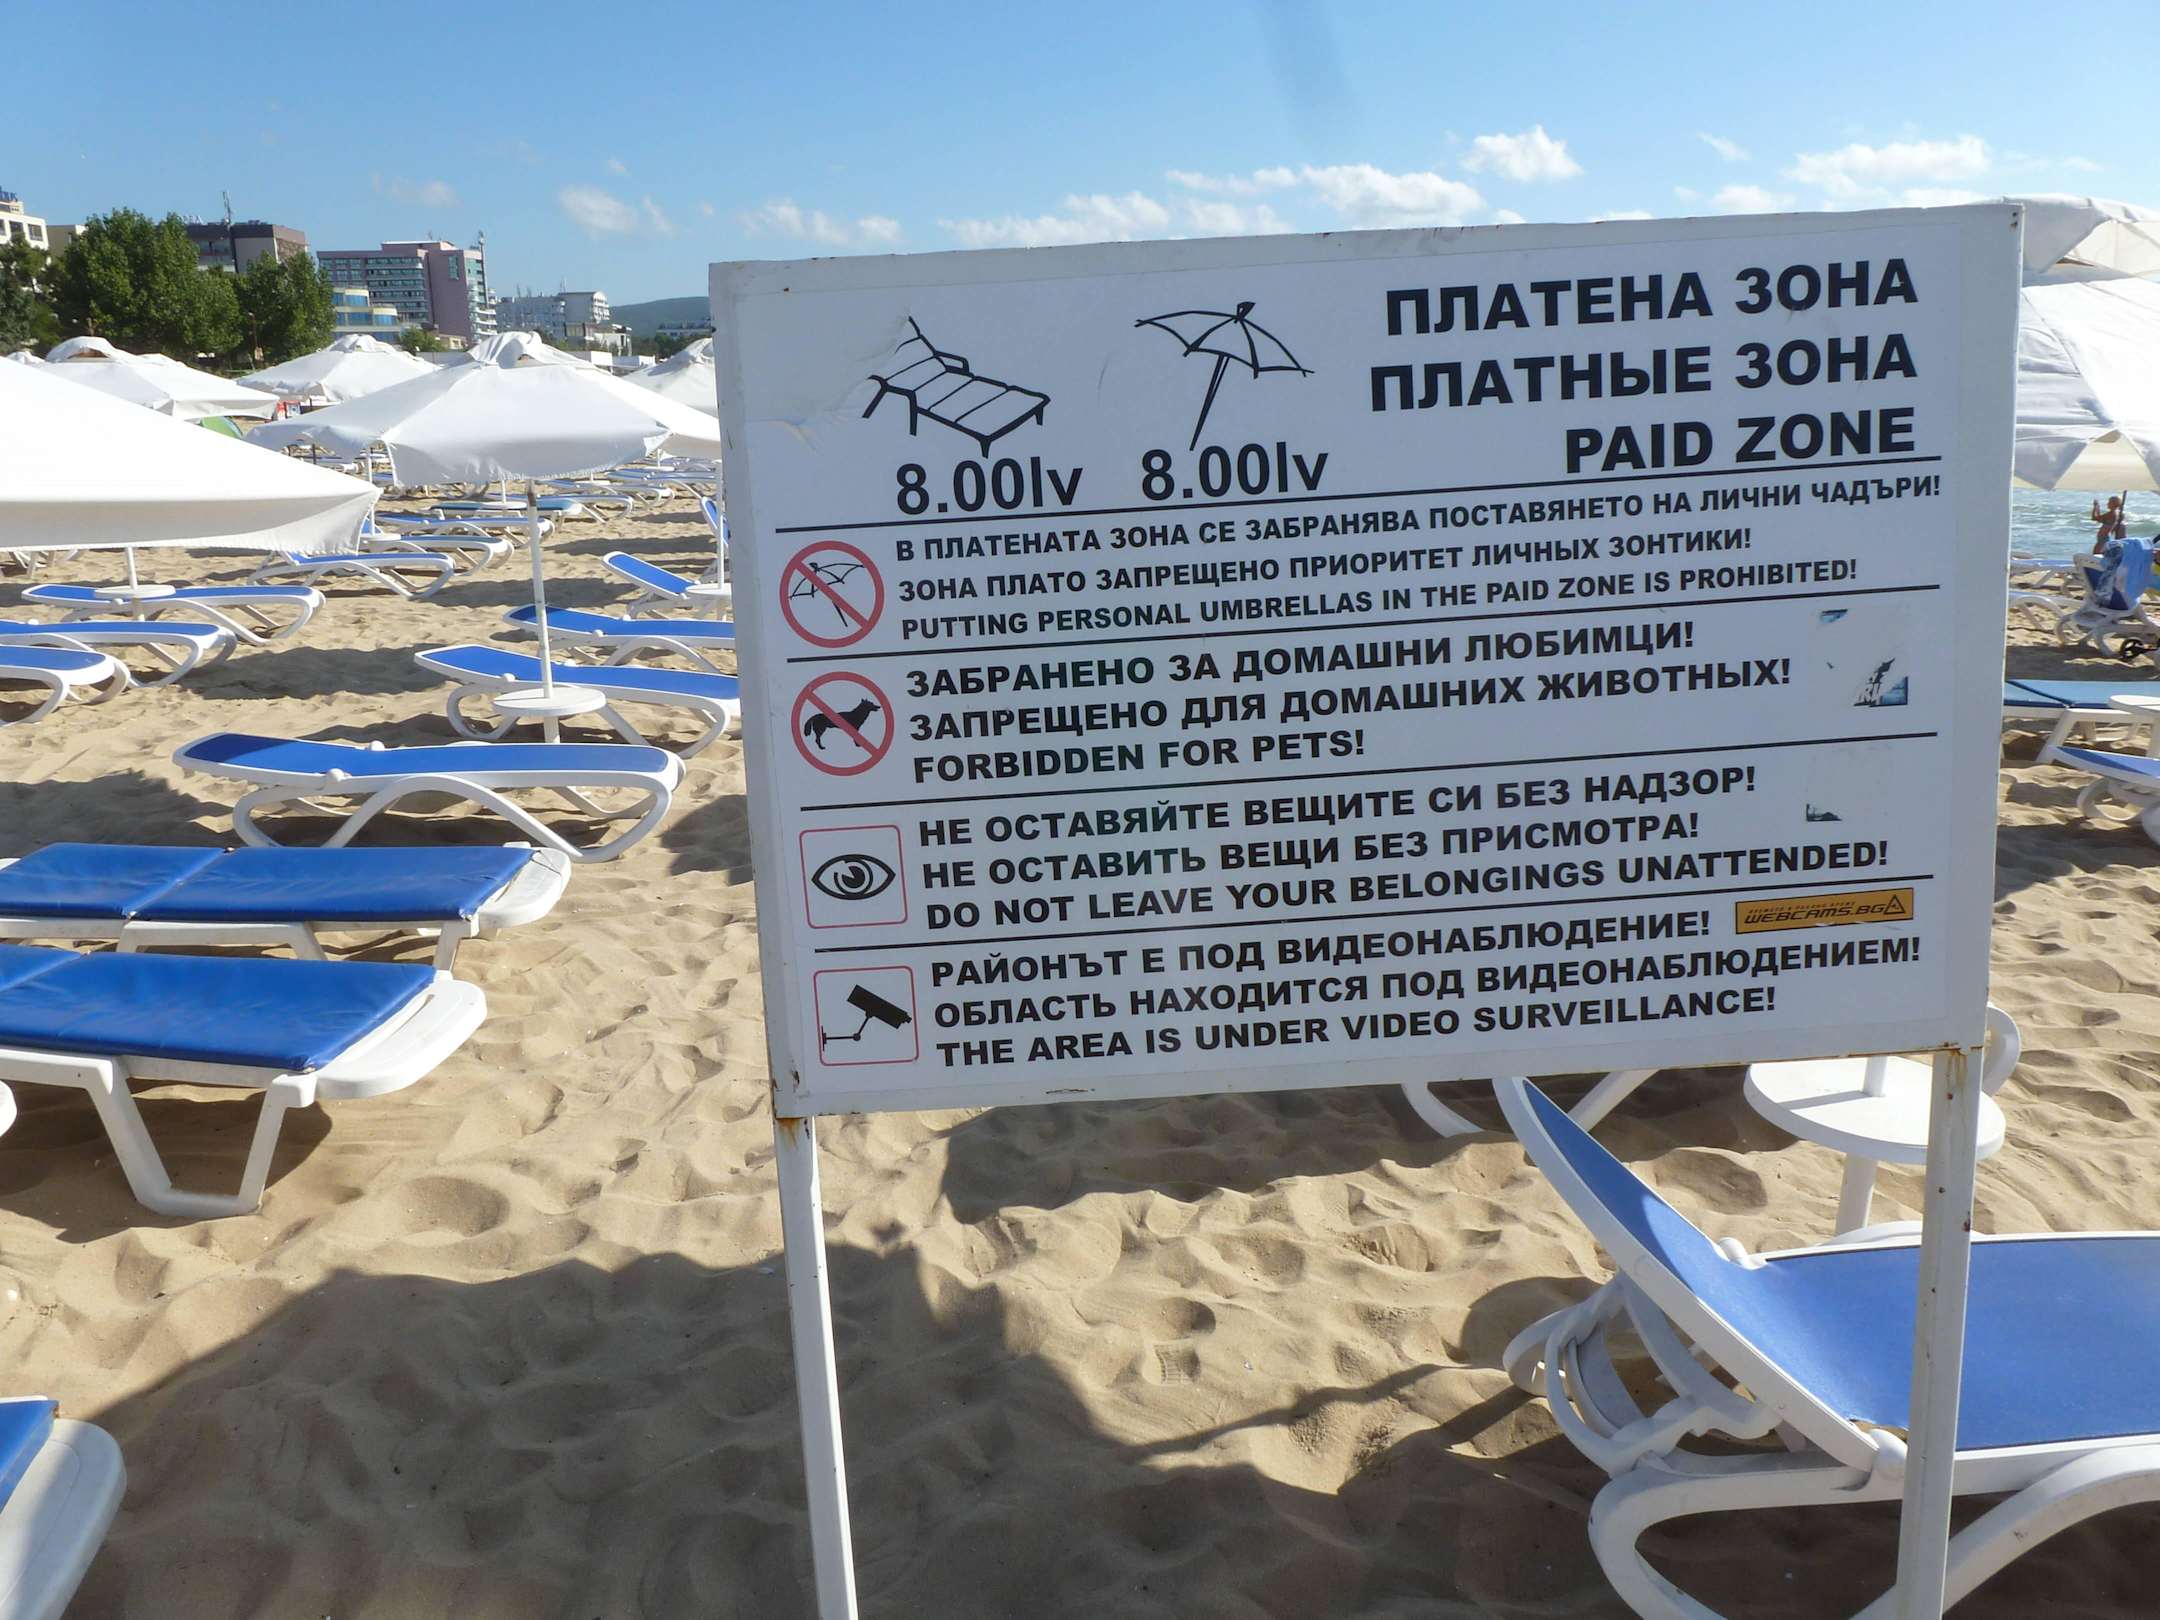 ПЛАТЕНА ЗОНА
ПЛАТНЫЕ ЗОНА
PAID ZONE
8.00lv 8.00lv
В ПЛАТЕНАТА ЗОНА СЕ ЗАБРАНЯВА ПОСТАВЯНЕТО НА ЛИЧНИ ЧАДЪРИ!
ЗОНА ПЛАТО ЗАПРЕЩЕНО ПРИОРИТЕТ ЛИЧНЫХ ЗОНТИКИ!
PUTTING PERSONAL UMBRELLAS IN THE PAID ZONE IS PROHIBITED!
ЗАБРАНЕНО ЗА ДОМАШНИ ЛЮБИМЦИ!
ЗАПРЕЩЕНО ДЛЯ ДОМАШНИХ ЖИВОТНЫХ!
FORBIDDEN FOR PETS!
НЕ ОСТАВЯЙТЕ ВЕЩИТЕ СИ БЕЗ НАДЗОР!
НЕ ОСТАВИТЬ ВЕЩИ БЕЗ ПРИСМОТРА!
DO NOT LEAVE YOUR BELONGINGS UNATTENDED!
WEBCAMS.BG
РАЙОНЪТ Е ПОД ВИДЕОНАБЛЮДЕНИЕ!
ОБЛАСТЬ НАХОДИТСЯ ПОД ВИДЕОНАБЛЮДЕНИЕМ!
THE AREA IS UNDER VIDEO SURVEILLANCE!